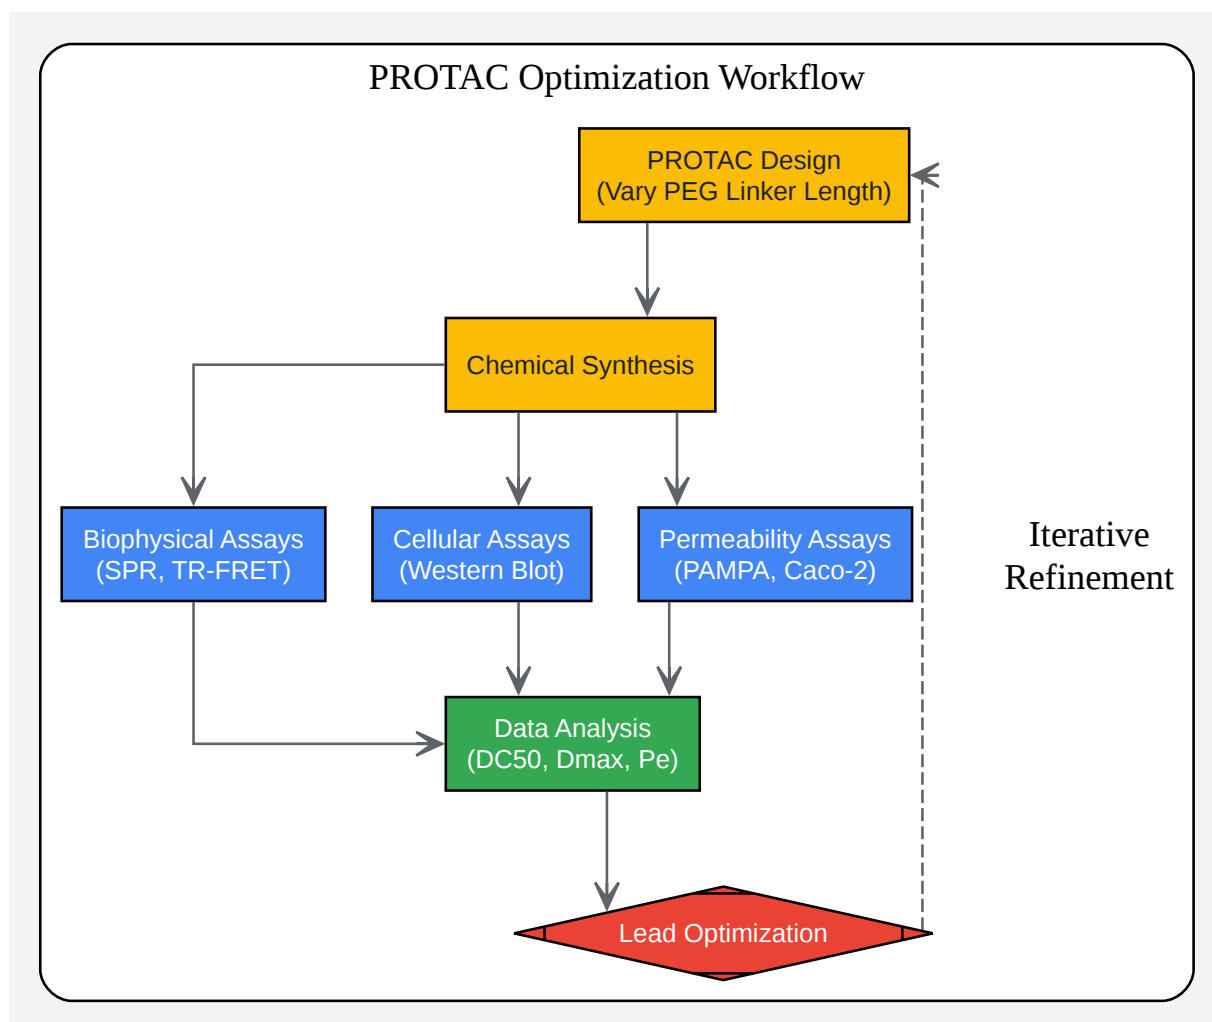 PROTAC Optimization Workflow
PROTAC Design
(Vary PEG Linker Length)
Chemical Synthesis
Biophysical Assays
(SPR, TR-FRET)
Cellular Assays
(Western Blot)
Permeability Assays
(PAMPA, Caco-2)
Iterative
Refinement
Data Analysis
(DC50, Dmax, Pe)
Lead Optimization